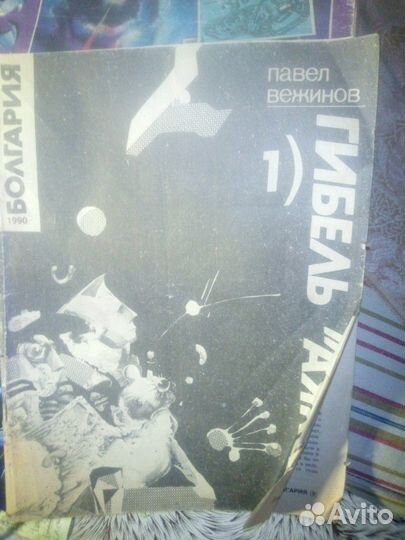 БОЛГАРИЯ
1990
павел
вежинов
1)
ГИБЕЛЬ
Avito